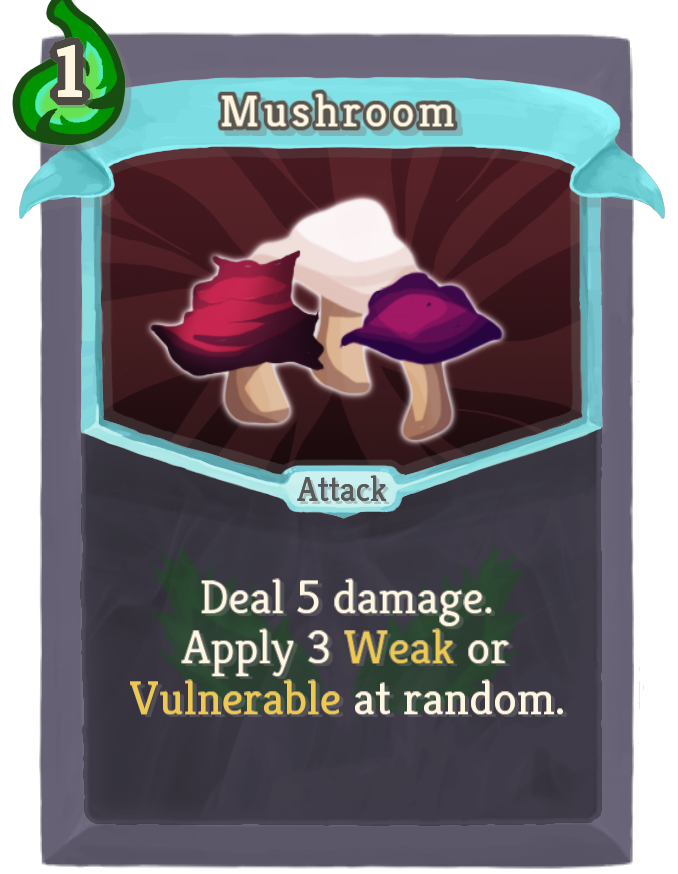 1
Mushroom
Attack
Deal 5 damage.
Apply 3 Weak or
Vulnerable at random.